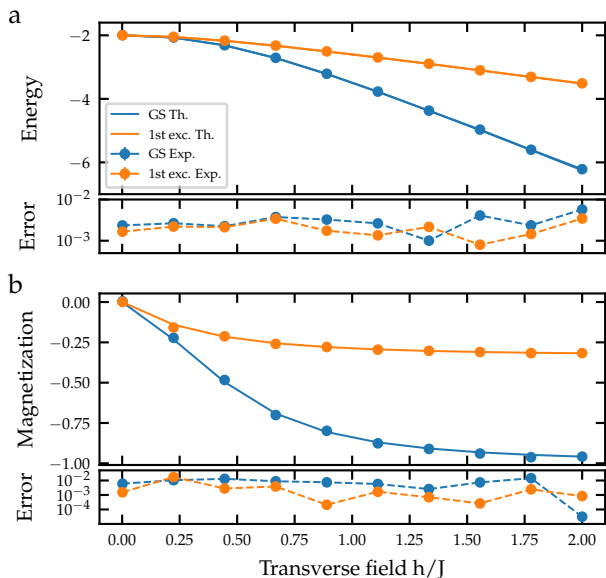 a
Energy
−2
−4
−6
GS Th.
1st exc. Th.
GS Exp.
1st exc. Exp.
Error
10⁻²
10⁻³
b
Magnetization
0.00
−0.25
−0.50
−0.75
−1.00
Error
10⁻²
10⁻³
10⁻⁴
0.00 0.25 0.50 0.75 1.00 1.25 1.50 1.75 2.00
Transverse field h/J